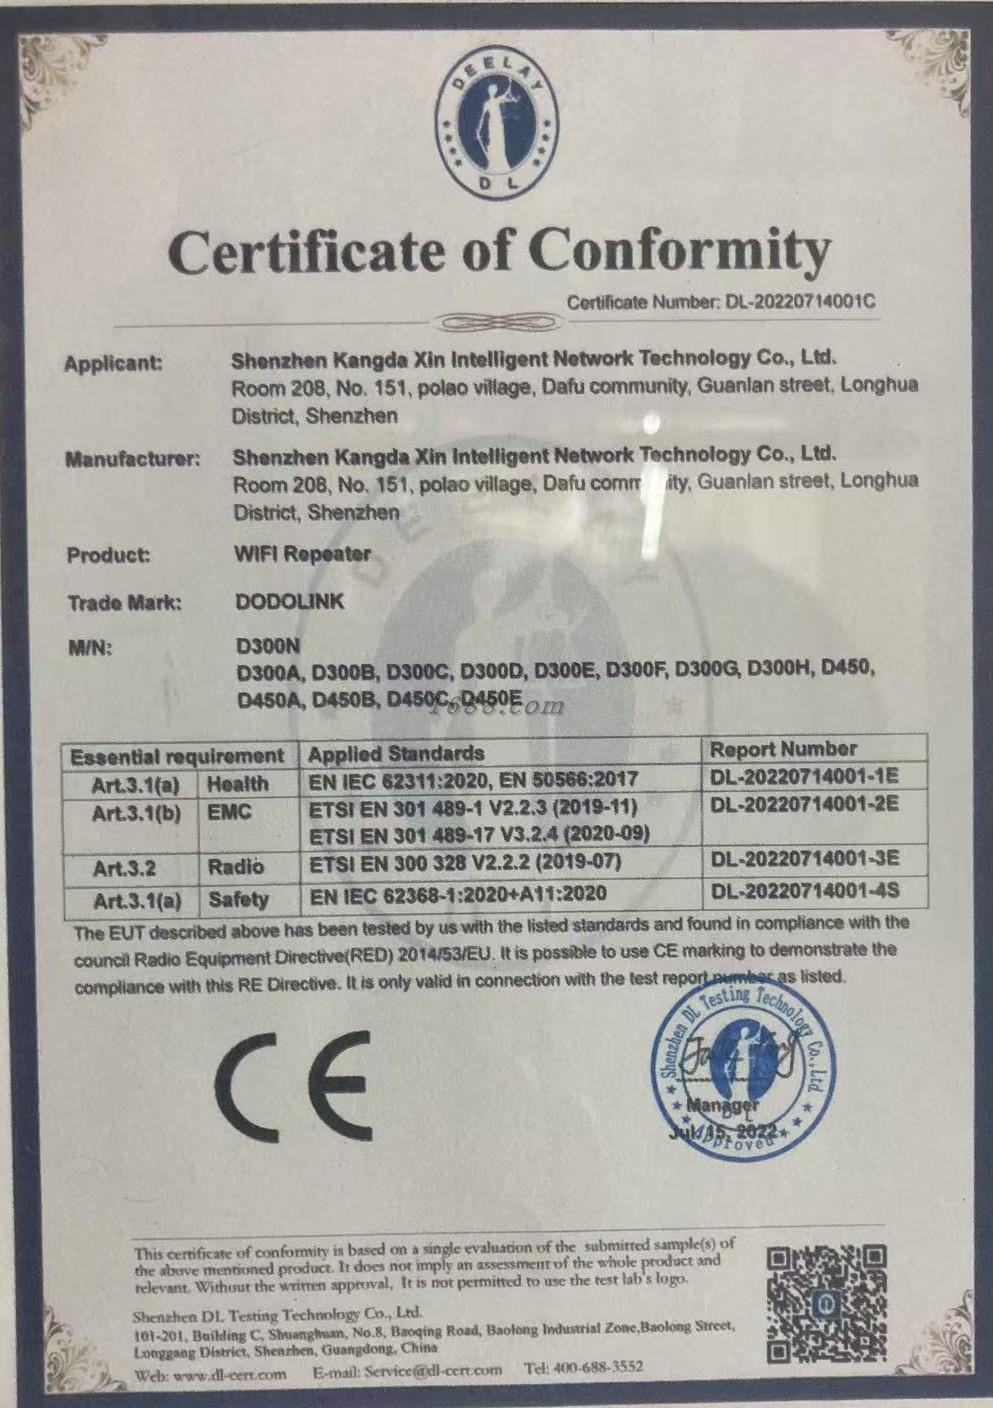 DEELAY
DL
Certificate of Conformity
Certificate Number: DL-20220714001C
Applicant: Shenzhen Kangda Xin Intelligent Network Technology Co., Ltd.
Room 208, No. 151, polao village, Dafu community, Guanlan street, Longhua
District, Shenzhen
Manufacturer: Shenzhen Kangda Xin Intelligent Network Technology Co., Ltd.
Room 208, No. 151, polao village, Dafu comm ity, Guanlan street, Longhua
District, Shenzhen
Product: WIFI Repeater
Trade Mark: DODOLINK
M/N: D300N
D300A, D300B, D300C, D300D, D300E, D300F, D300G, D300H, D450,
D450A, D450B, D450C, D450E
1688.com
Essential requirement Applied Standards Report Number
Art.3.1(a) Health EN IEC 62311:2020, EN 50566:2017 DL-20220714001-1E
Art.3.1(b) EMC ETSI EN 301 489-1 V2.2.3 (2019-11) DL-20220714001-2E
ETSI EN 301 489-17 V3.2.4 (2020-09)
Art.3.2 Radio ETSI EN 300 328 V2.2.2 (2019-07) DL-20220714001-3E
Art.3.1(a) Safety EN IEC 62368-1:2020+A11:2020 DL-20220714001-4S
The EUT described above has been tested by us with the listed standards and found in compliance with the
council Radio Equipment Directive(RED) 2014/53/EU. It is possible to use CE marking to demonstrate the
compliance with this RE Directive. It is only valid in connection with the test report number as listed.
CE
Shenzhen DL Testing Technology Co., Ltd
Manager
DL
Jul. 15, 2022
Approved
This certificate of conformity is based on a single evaluation of the submitted sample(s) of
the above mentioned product. It does not imply an assessment of the whole product and
relevant. Without the written approval, It is not permitted to use the test lab's logo.
Shenzhen DL Testing Technology Co., Ltd.
101-201, Building C, Shuanghuan, No.8, Baoqing Road, Baolong Industrial Zone,Baolong Street,
Longgang District, Shenzhen, Guangdong, China
Web: www.dl-cert.com E-mail: Service@dl-cert.com Tel: 400-688-3552